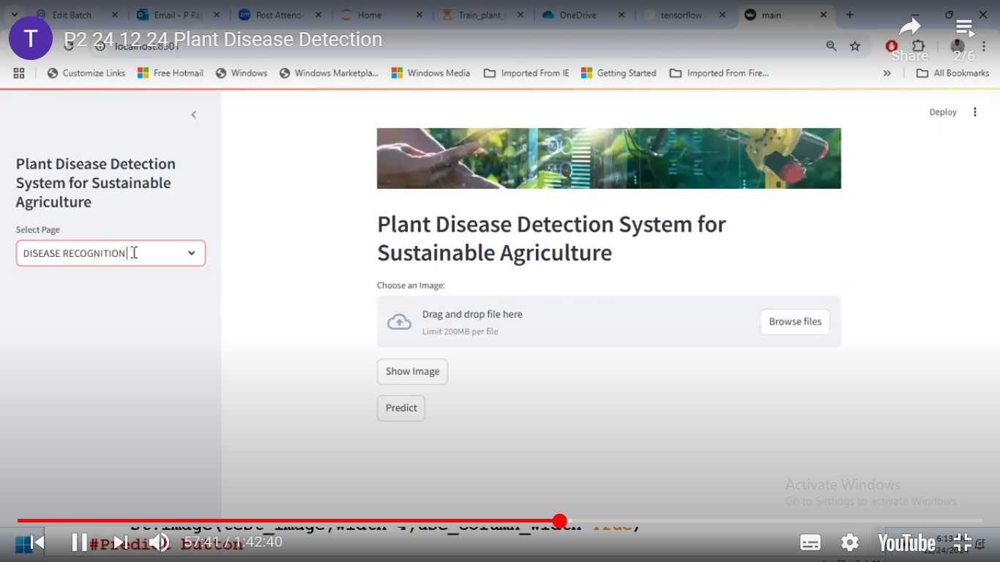 Edit Batch
Email - P Raj
zm
Post Attend
Home
Train_plant_
OneDrive
tensorflow
main
T
P2 24.12.24 Plant Disease Detection
localhost:8501
Share
2/6
Customize Links
Free Hotmail
Windows
Windows Marketpla...
Windows Media
Imported From IE
Getting Started
Imported From Fire...
»
All Bookmarks
Deploy
Plant Disease Detection
System for Sustainable
Agriculture
Select Page
DISEASE RECOGNITION
Plant Disease Detection System for
Sustainable Agriculture
Choose an Image:
Drag and drop file here
Limit 200MB per file
Browse files
Show Image
Predict
Activate Windows
Go to Settings to activate Windows.
st.image(test_image,width=4,use_column_width=True)
#Predict button
57:41 / 1:42:40
YouTube